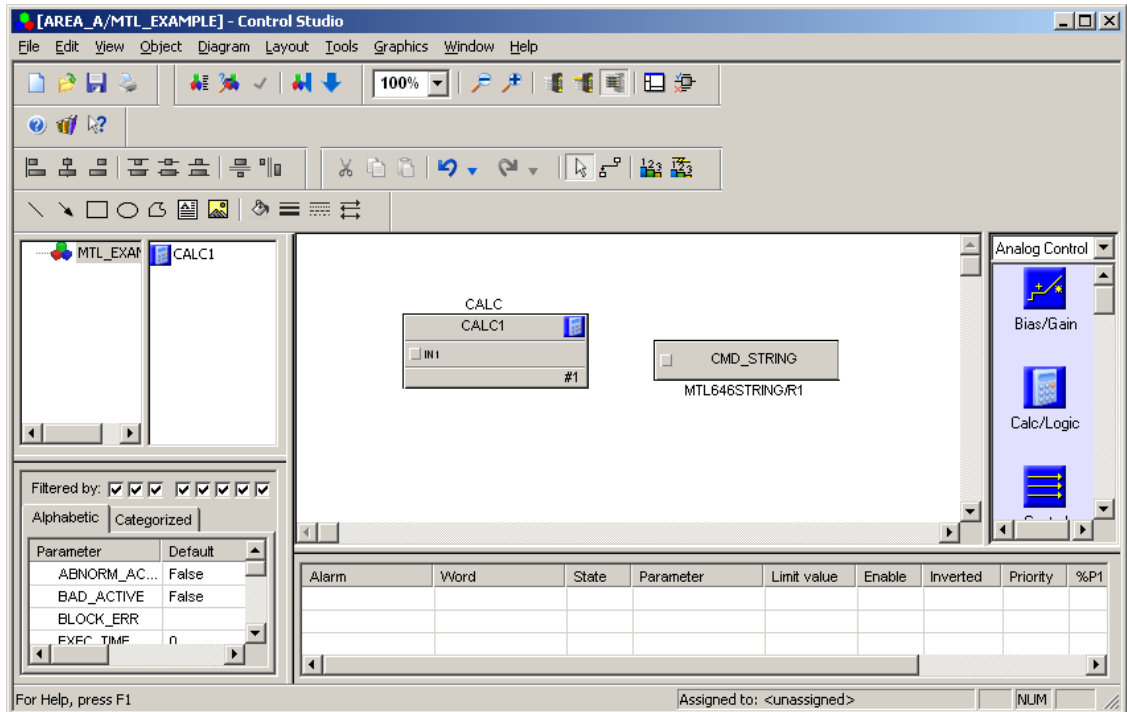 [AREA_A/MTL_EXAMPLE] - Control Studio
File Edit View Object Diagram Layout Tools Graphics Window Help
100%
MTL_EXAM
CALC1
CALC
CALC1
IN1
#1
CMD_STRING
MTL646STRING/R1
Analog Control
Bias/Gain
Calc/Logic
Filtered by:
Alphabetic Categorized
Parameter Default
ABNORM_AC... False
BAD_ACTIVE False
BLOCK_ERR
EXEC_TIME 0
Alarm Word State Parameter Limit value Enable Inverted Priority %P1
For Help, press F1
Assigned to: <unassigned>
NUM